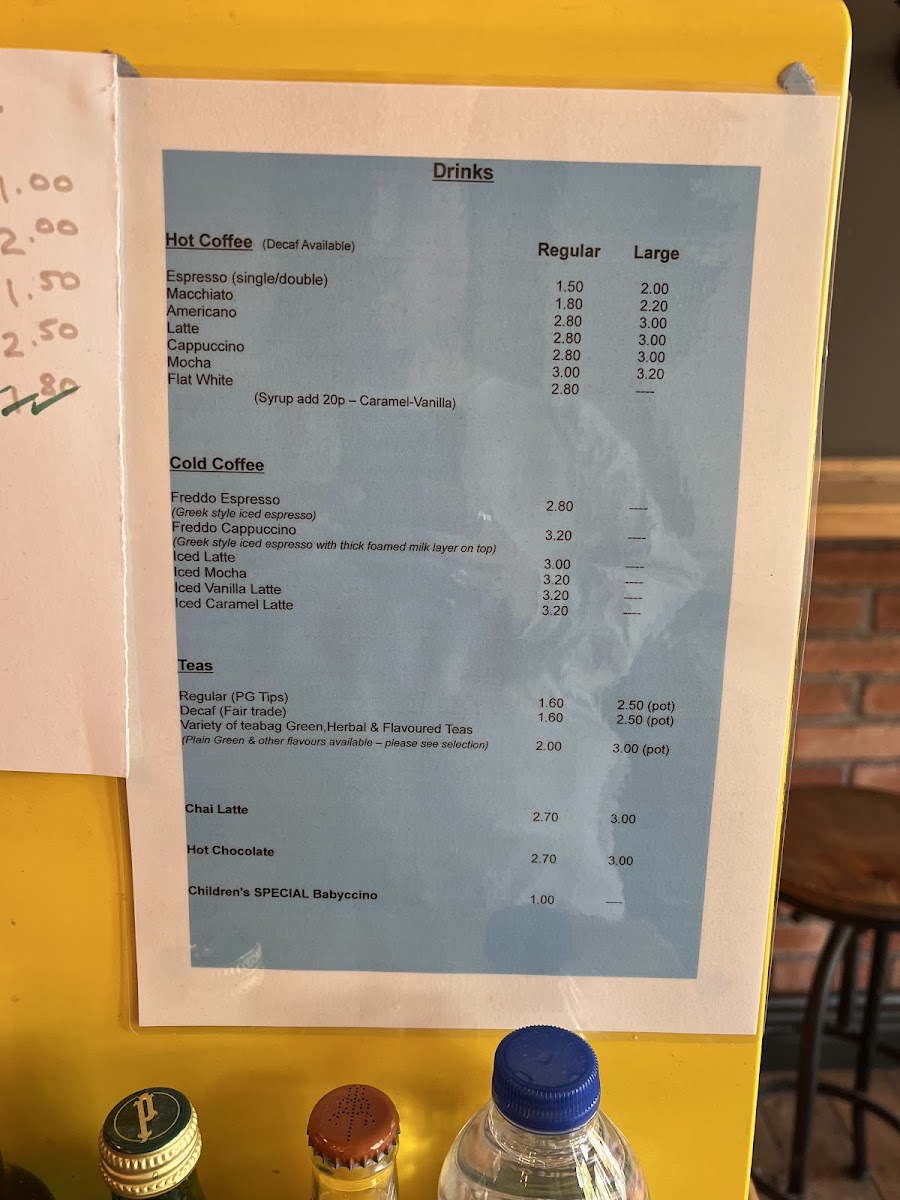 1.00
2.00
1.50
2.50
Drinks
Hot Coffee (Decaf Available) Regular Large
Espresso (single/double) 1.50 2.00
Macchiato 1.80 2.20
Americano 2.80 3.00
Latte 2.80 3.00
Cappuccino 2.80 3.00
Mocha 3.00 3.20
Flat White 2.80 ----
(Syrup add 20p – Caramel-Vanilla)
Cold Coffee
Freddo Espresso 2.80 ----
(Greek style iced espresso)
Freddo Cappuccino 3.20 ----
(Greek style iced espresso with thick foamed milk layer on top)
Iced Latte 3.00 ----
Iced Mocha 3.20 ----
Iced Vanilla Latte 3.20 ----
Iced Caramel Latte 3.20 ----
Teas
Regular (PG Tips) 1.60 2.50 (pot)
Decaf (Fair trade) 1.60 2.50 (pot)
Variety of teabag Green,Herbal & Flavoured Teas
(Plain Green & other flavours available – please see selection) 2.00 3.00 (pot)
Chai Latte 2.70 3.00
Hot Chocolate 2.70 3.00
Children's SPECIAL Babyccino 1.00 ----
P